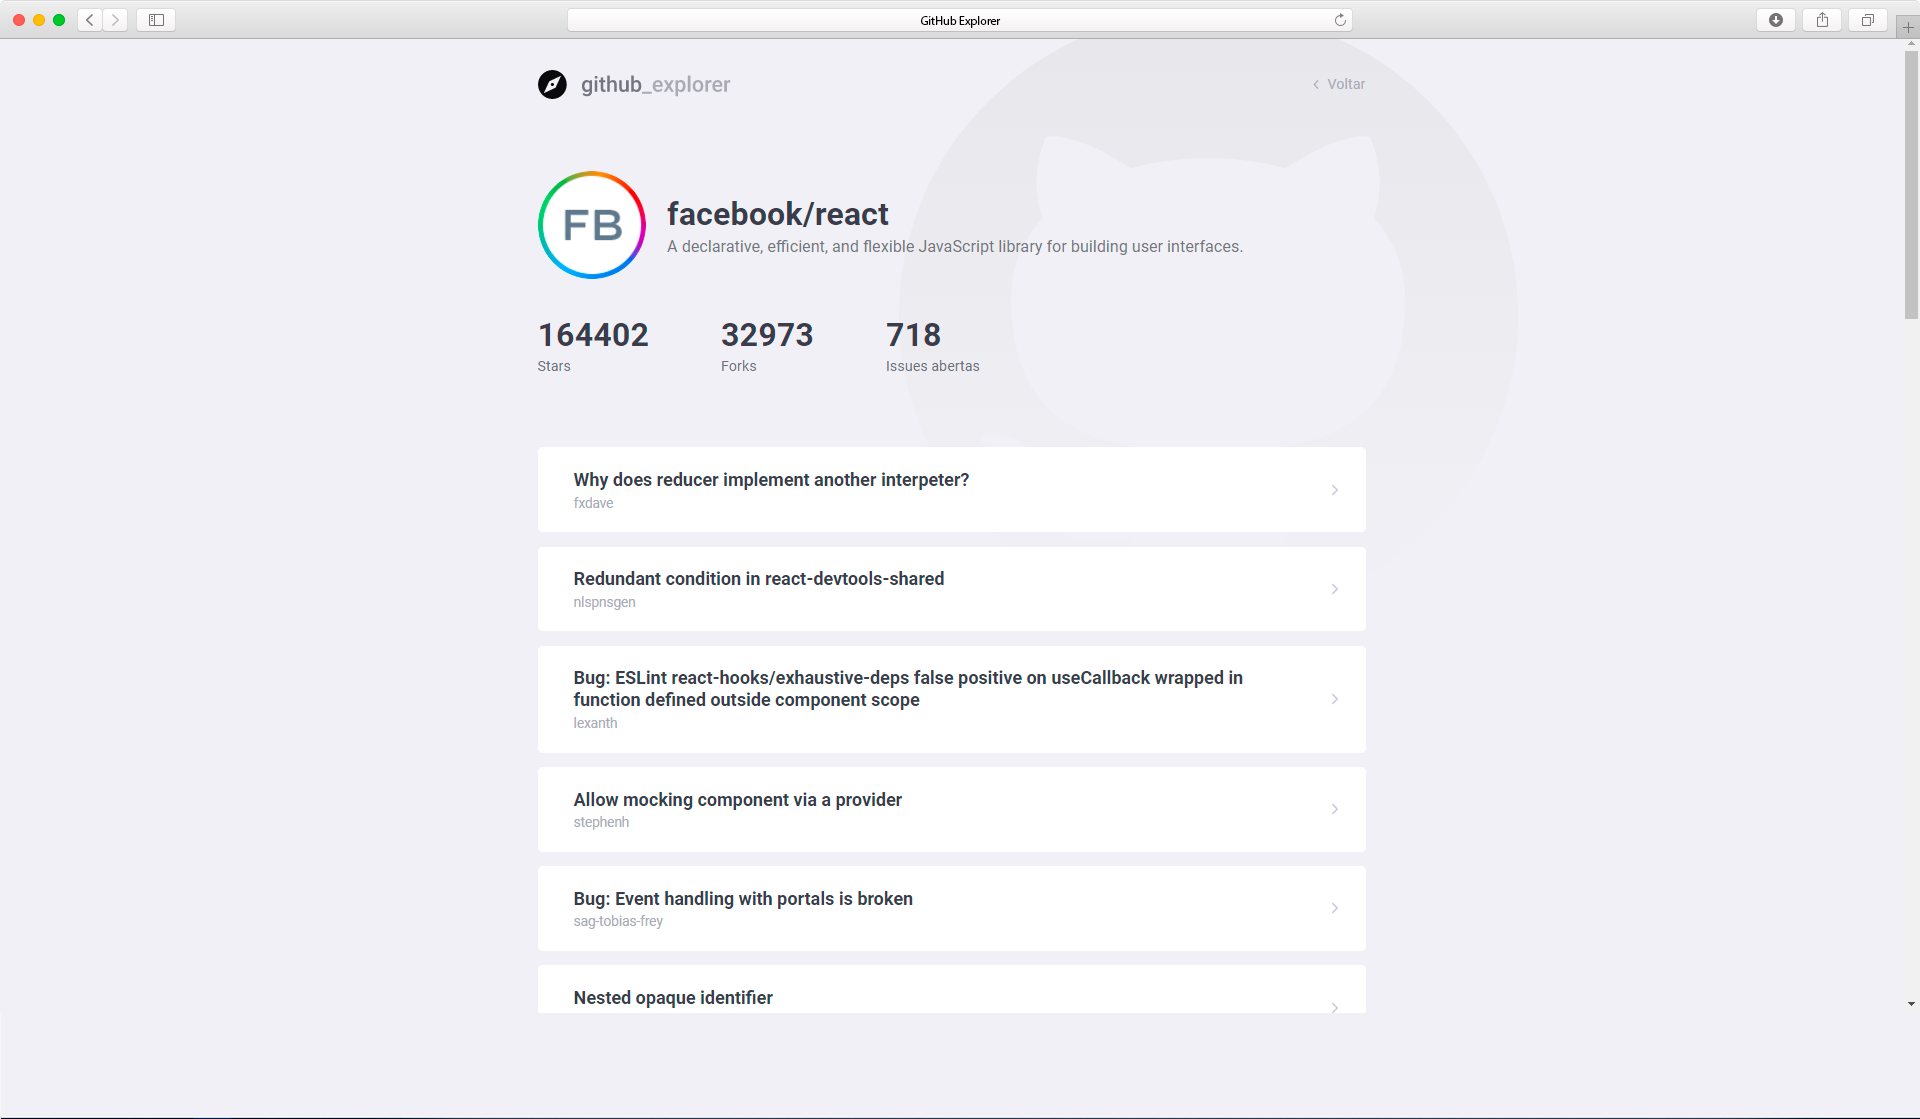 GitHub Explorer
github_explorer
Voltar
FB
facebook/react
A declarative, efficient, and flexible JavaScript library for building user interfaces.
164402
Stars
32973
Forks
718
Issues abertas
Why does reducer implement another interpeter?
fxdave
Redundant condition in react-devtools-shared
nlspnsgen
Bug: ESLint react-hooks/exhaustive-deps false positive on useCallback wrapped in
function defined outside component scope
lexanth
Allow mocking component via a provider
stephenh
Bug: Event handling with portals is broken
sag-tobias-frey
Nested opaque identifier